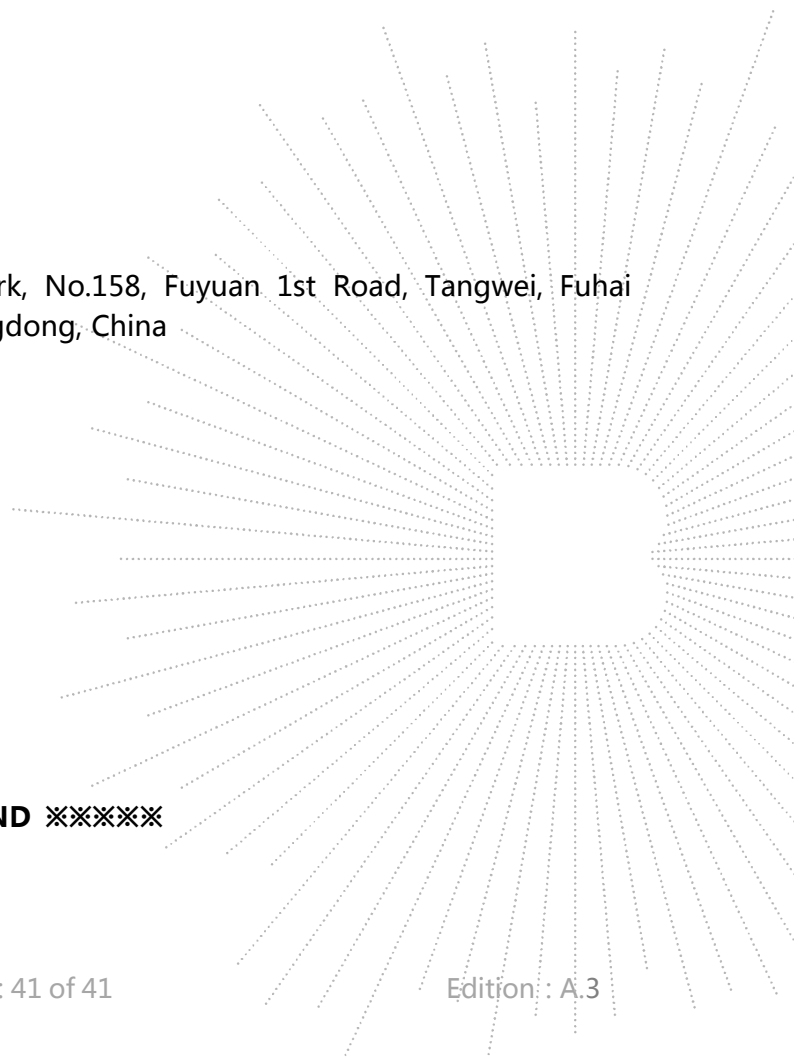 rk, No.158, Fuyuan 1st Road, Tangwei, Fuhai
gdong, China
ND ※※※※※
: 41 of 41 Edition : A.3